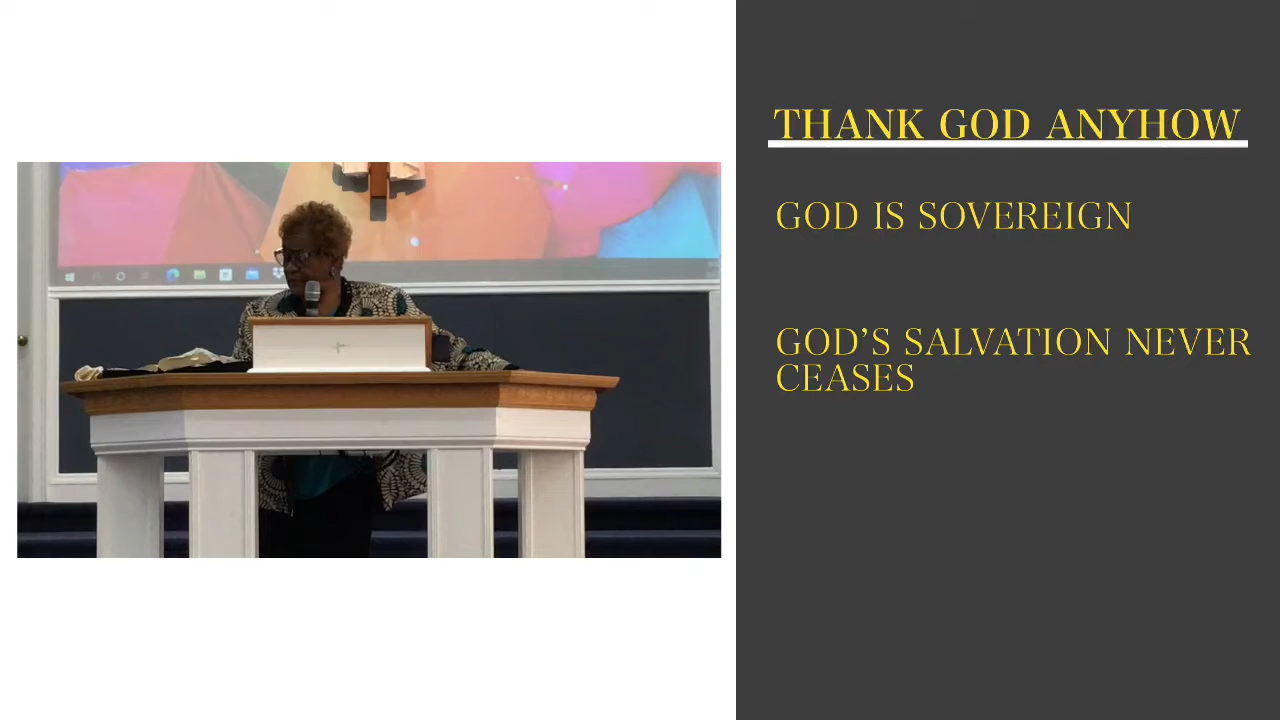 THANK GOD ANYHOW
GOD IS SOVEREIGN
GOD’S SALVATION NEVER
CEASES